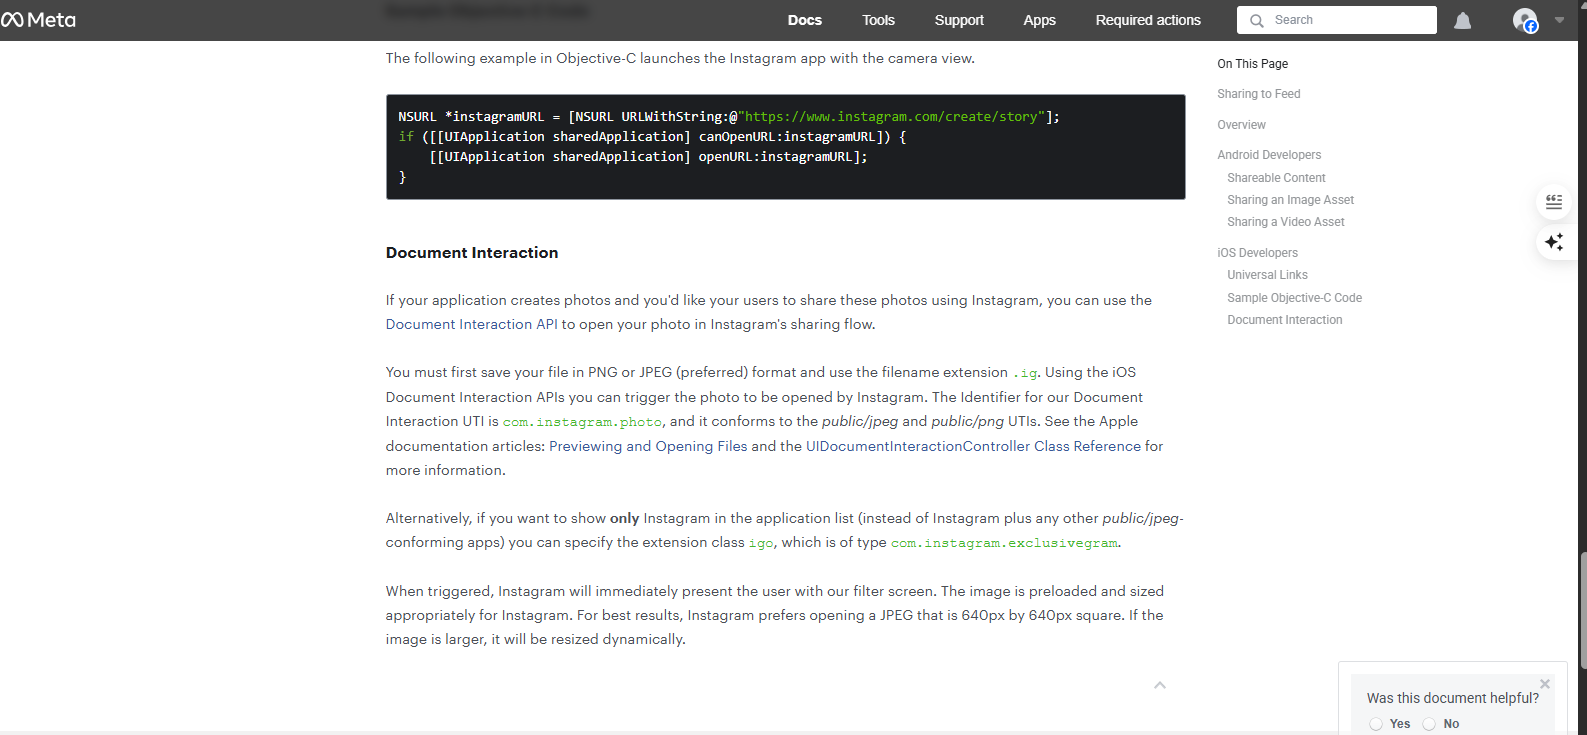 Meta
Docs
Tools
Support
Apps
Required actions
Search
The following example in Objective-C launches the Instagram app with the camera view.
NSURL *instagramURL = [NSURL URLWithString:@"https://www.instagram.com/create/story"];
if ([[UIApplication sharedApplication] canOpenURL:instagramURL]) {
    [[UIApplication sharedApplication] openURL:instagramURL];
}
Document Interaction
If your application creates photos and you'd like your users to share these photos using Instagram, you can use the
Document Interaction API to open your photo in Instagram's sharing flow.
You must first save your file in PNG or JPEG (preferred) format and use the filename extension .ig. Using the iOS
Document Interaction APIs you can trigger the photo to be opened by Instagram. The Identifier for our Document
Interaction UTI is com.instagram.photo, and it conforms to the public/jpeg and public/png UTIs. See the Apple
documentation articles: Previewing and Opening Files and the UIDocumentInteractionController Class Reference for
more information.
Alternatively, if you want to show only Instagram in the application list (instead of Instagram plus any other public/jpeg-
conforming apps) you can specify the extension class igo, which is of type com.instagram.exclusivegram.
When triggered, Instagram will immediately present the user with our filter screen. The image is preloaded and sized
appropriately for Instagram. For best results, Instagram prefers opening a JPEG that is 640px by 640px square. If the
image is larger, it will be resized dynamically.
On This Page
Sharing to Feed
Overview
Android Developers
Shareable Content
Sharing an Image Asset
Sharing a Video Asset
iOS Developers
Universal Links
Sample Objective-C Code
Document Interaction
Was this document helpful?
Yes
No